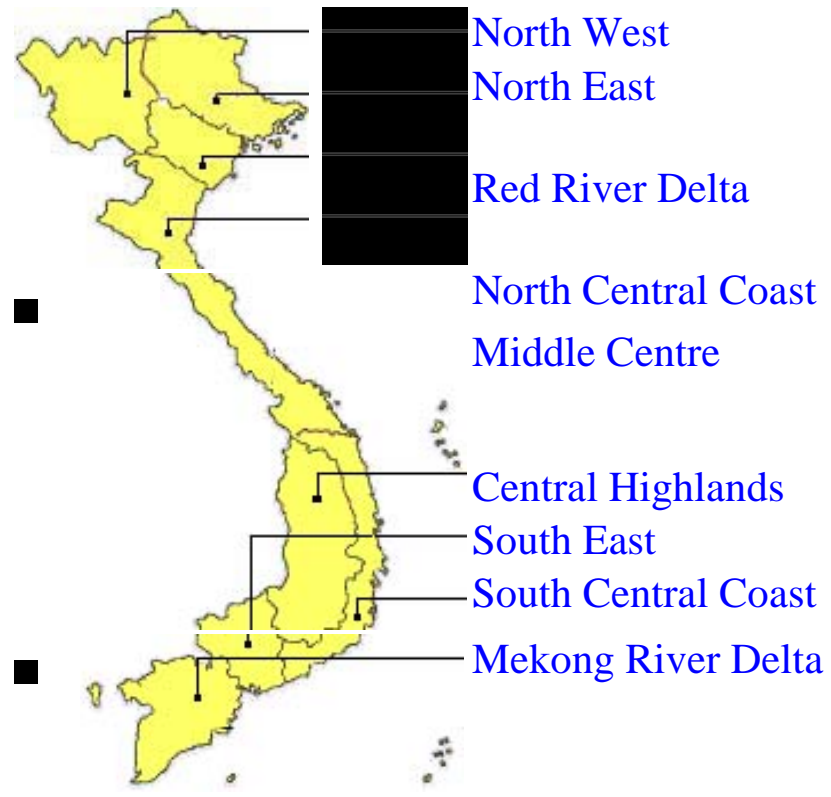 North West
North East
Red River Delta
North Central Coast
Middle Centre
Central Highlands
South East
South Central Coast
Mekong River Delta